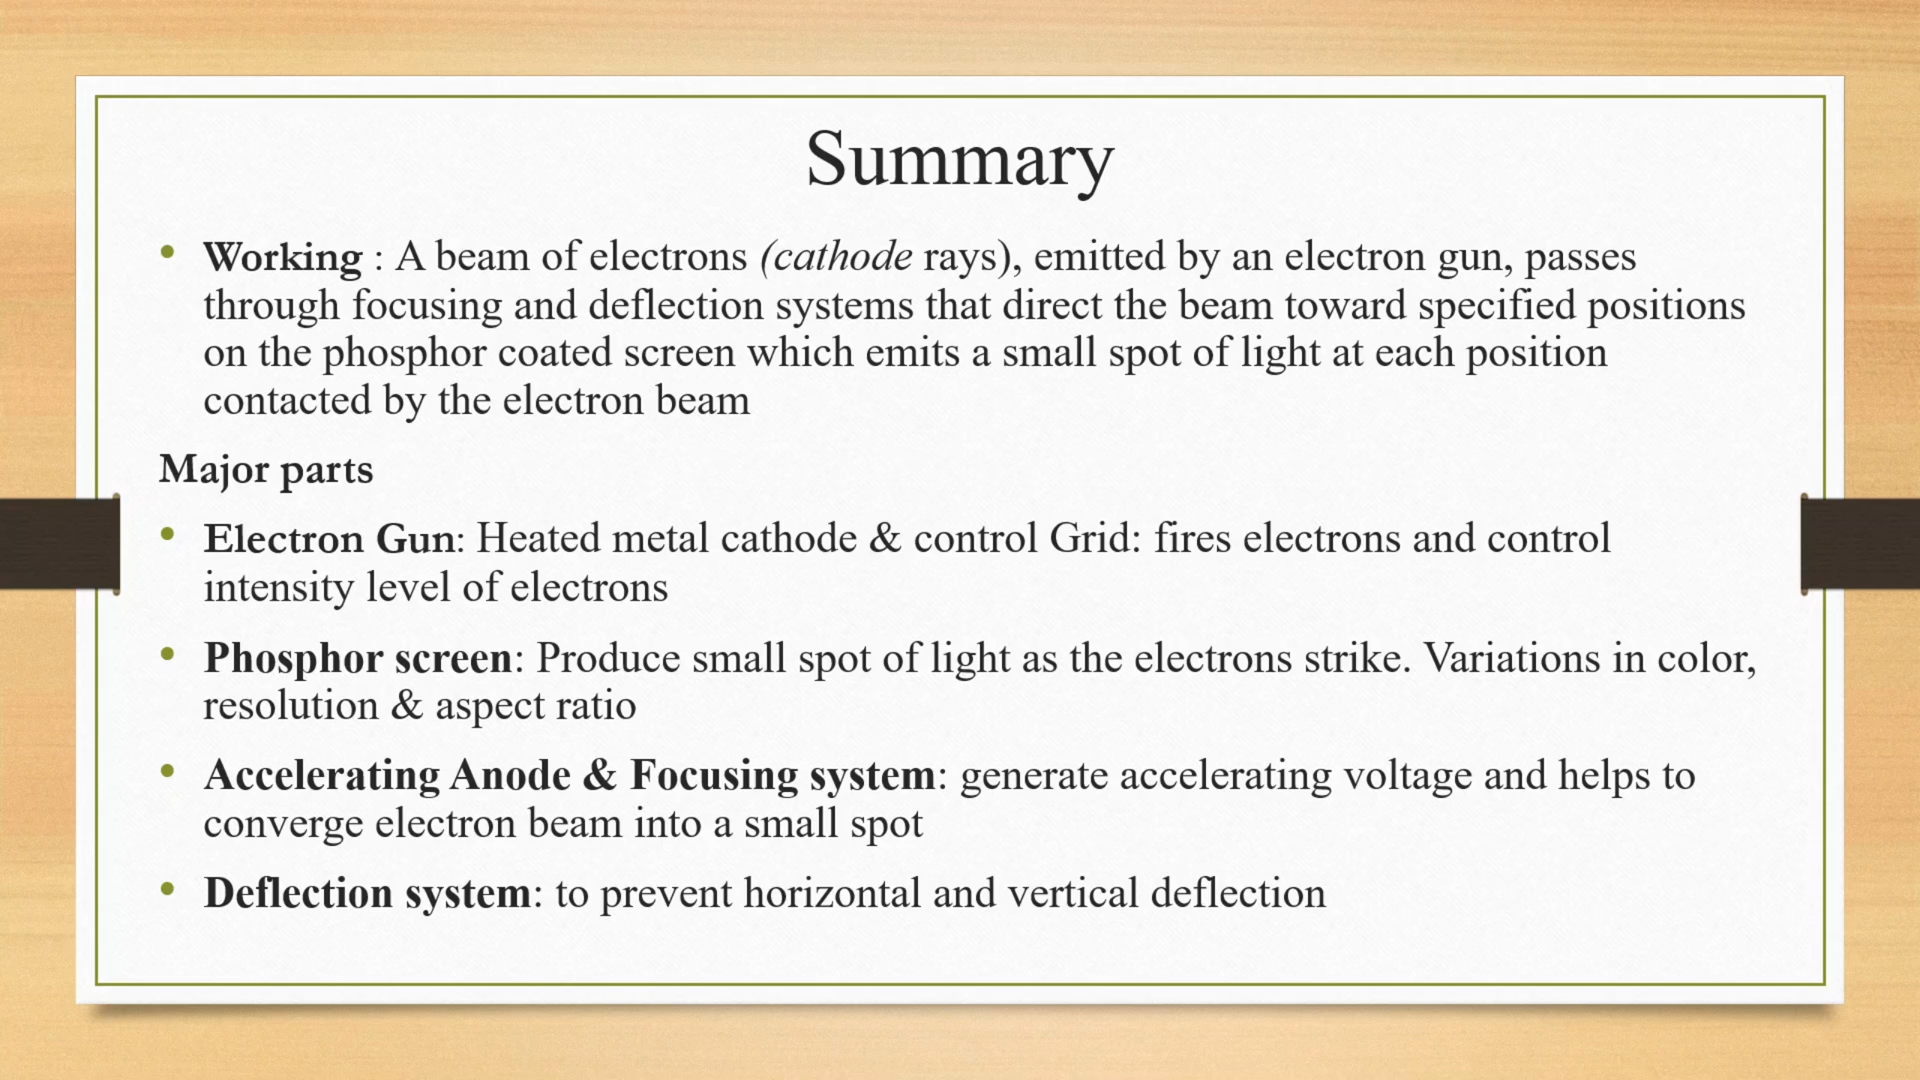 Summary
• Working : A beam of electrons (cathode rays), emitted by an electron gun, passes
through focusing and deflection systems that direct the beam toward specified positions
on the phosphor coated screen which emits a small spot of light at each position
contacted by the electron beam
Major parts
• Electron Gun: Heated metal cathode & control Grid: fires electrons and control
intensity level of electrons
• Phosphor screen: Produce small spot of light as the electrons strike. Variations in color,
resolution & aspect ratio
• Accelerating Anode & Focusing system: generate accelerating voltage and helps to
converge electron beam into a small spot
• Deflection system: to prevent horizontal and vertical deflection